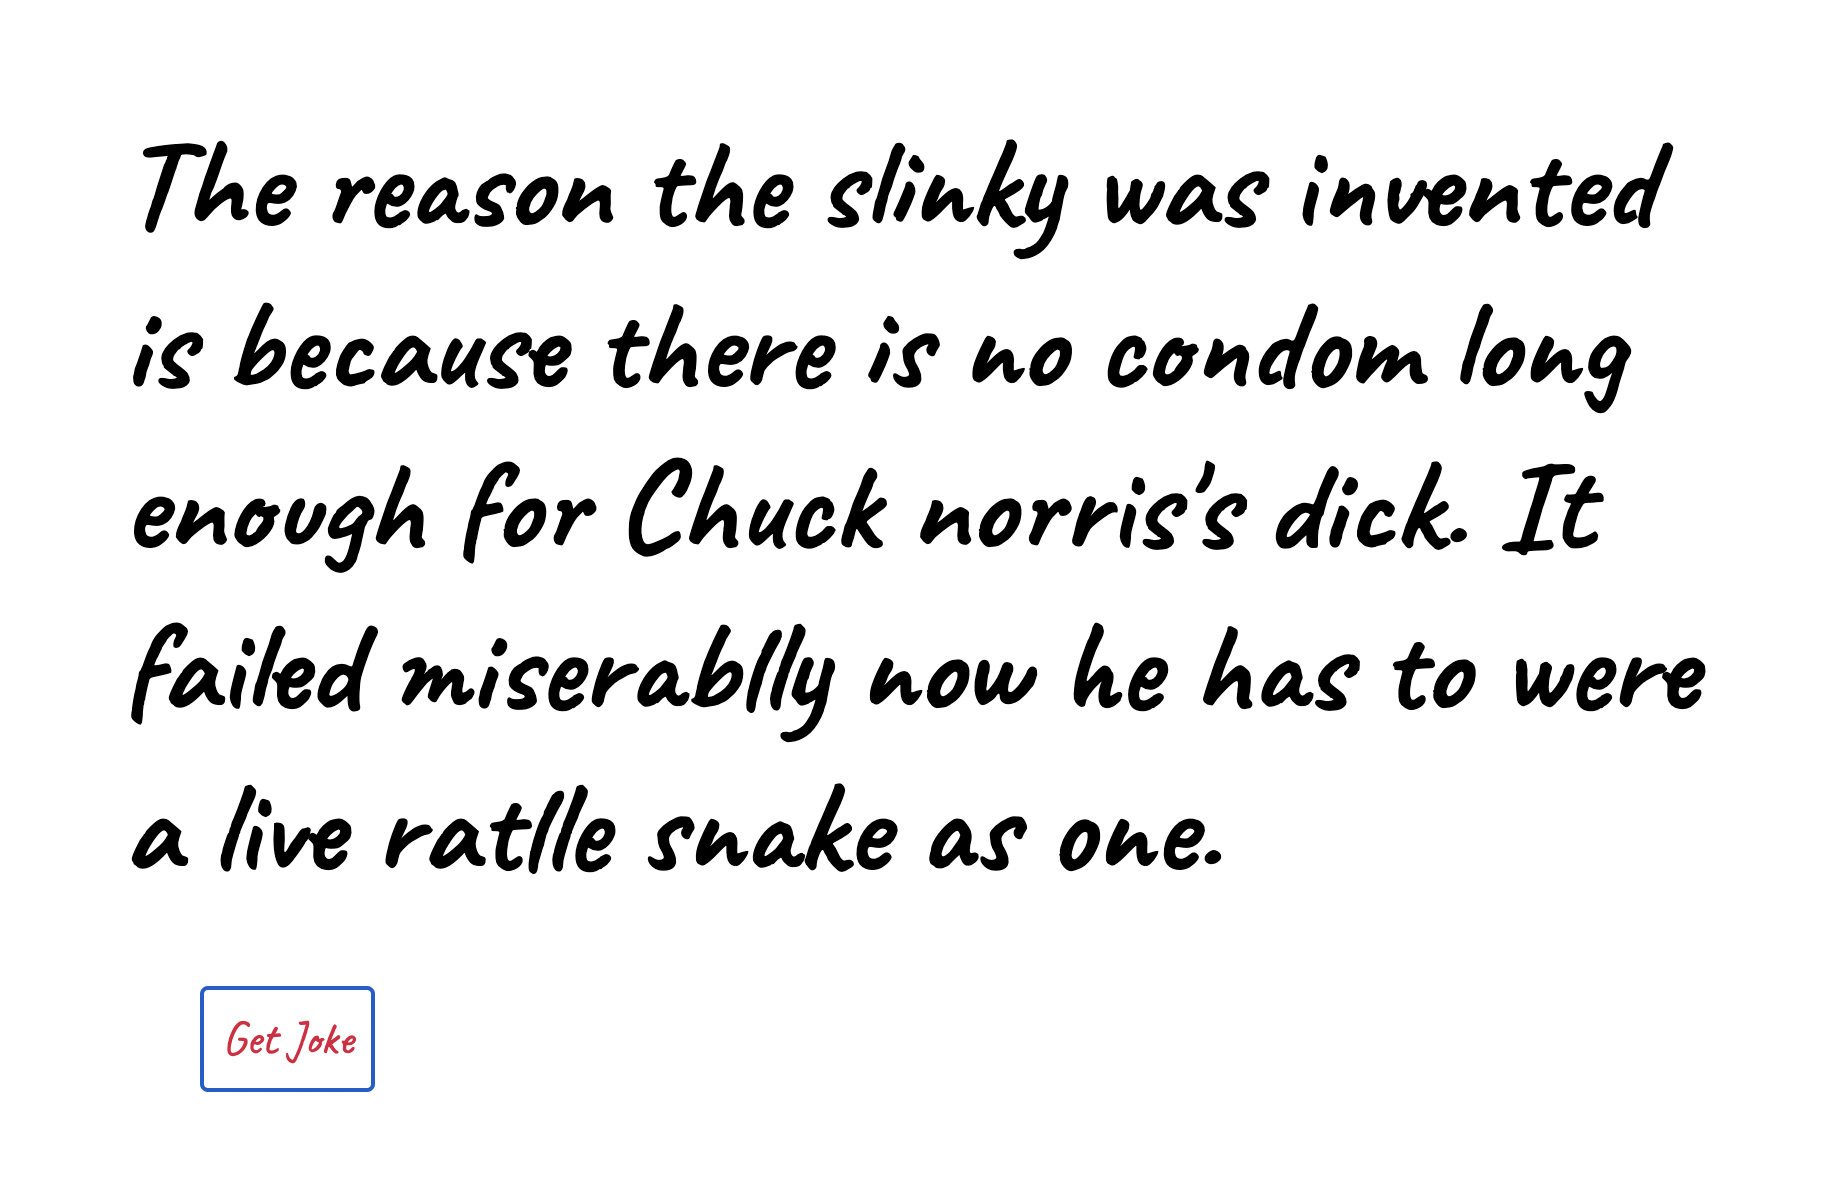 The reason the slinky was invented
is because there is no condom long
enough for Chuck norris's dick. It
failed miserablly now he has to were
a live ratlle snake as one.
Get Joke